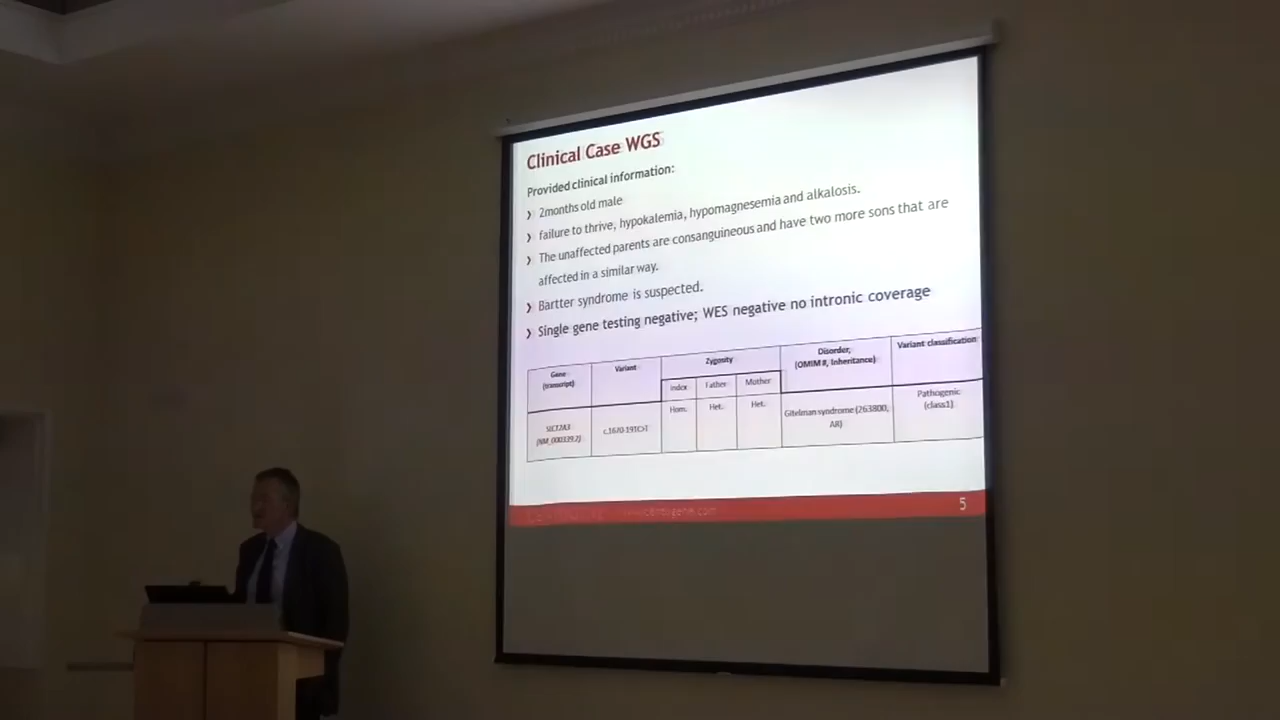 Clinical Case WGS
Provided clinical information:
2months old male
failure to thrive, hypokalemia, hypomagnesemia and alkalosis.
The unaffected parents are consanguineous and have two more sons that are
affected in a similar way.
Bartter syndrome is suspected.
Single gene testing negative; WES negative no intronic coverage
Gene
(transcript)
Variant
Zygosity
Index
Father
Mother
Disorder,
(OMIM #, Inheritance)
Variant classification
SLC12A3
(NM_000339.2)
c.1670-191C>T
Hom.
Het.
Het.
Gitelman syndrome (263800,
AR)
Pathogenic
(class1)
5